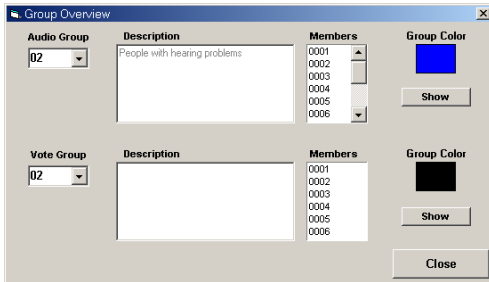 Group Overview
Audio Group
Description
Members
Group Color
02
People with hearing problems
0001
0002
0003
0004
0005
0006
Show
Vote Group
Description
Members
Group Color
02
0001
0002
0003
0004
0005
0006
Show
Close